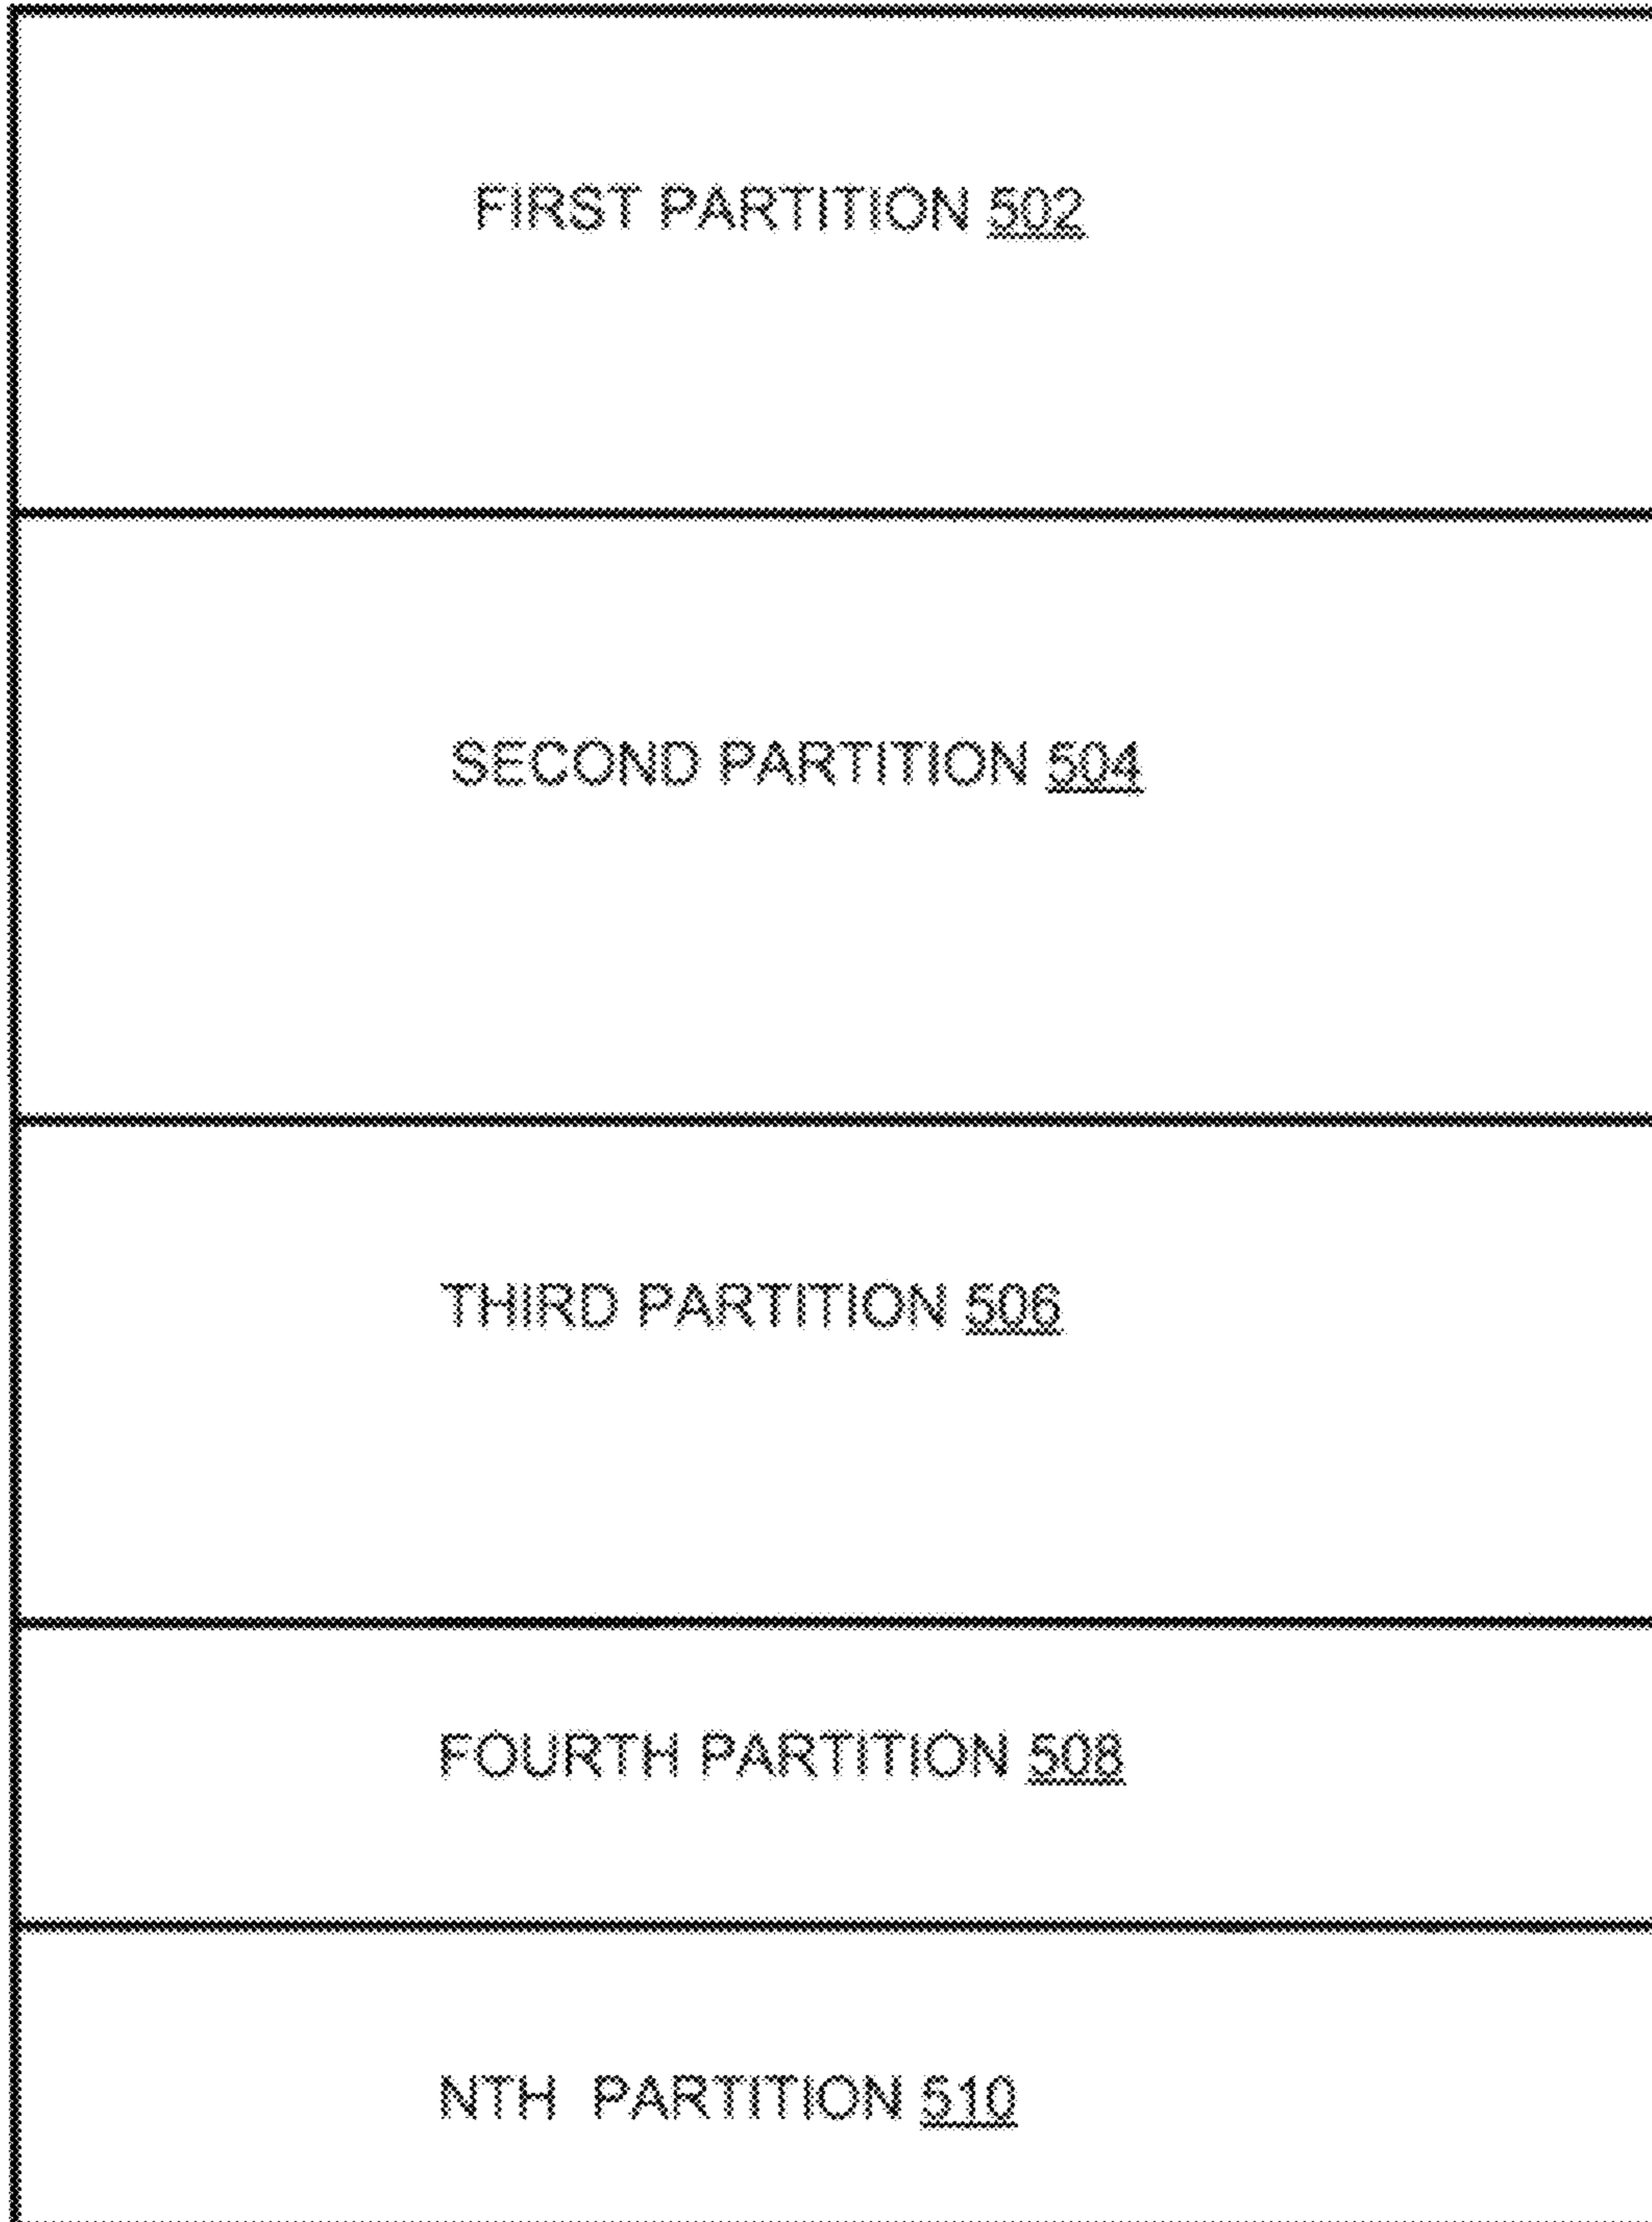 FIRST PARTITION 502
SECOND PARTITION 504
THIRD PARTITION 506
FOURTH PARTITION 508
NTH  PARTITION 510